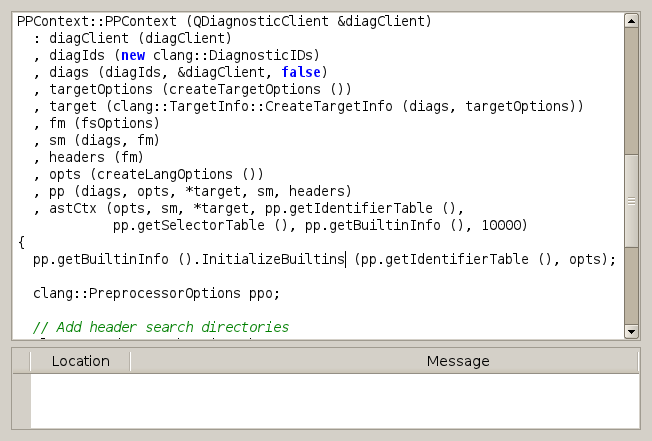 PPContext::PPContext (QDiagnosticClient &diagClient)
  : diagClient (diagClient)
  , diagIds (new clang::DiagnosticIDs)
  , diags (diagIds, &diagClient, false)
  , targetOptions (createTargetOptions ())
  , target (clang::TargetInfo::CreateTargetInfo (diags, targetOptions))
  , fm (fsOptions)
  , sm (diags, fm)
  , headers (fm)
  , opts (createLangOptions ())
  , pp (diags, opts, *target, sm, headers)
  , astCtx (opts, sm, *target, pp.getIdentifierTable (),
            pp.getSelectorTable (), pp.getBuiltinInfo (), 10000)
{
  pp.getBuiltinInfo ().InitializeBuiltins (pp.getIdentifierTable (), opts);
  clang::PreprocessorOptions ppo;
  // Add header search directories
Location Message